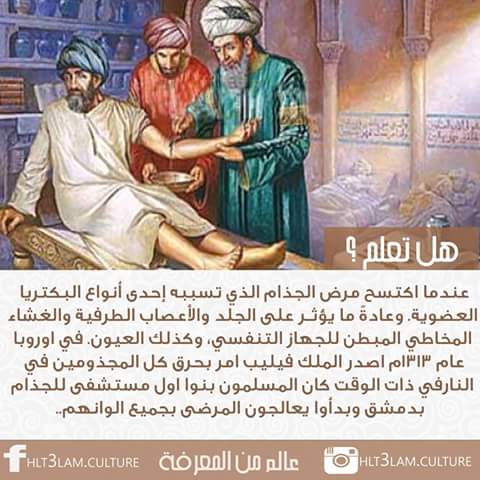 هل تعلم ؟
عندما اكتسح مرض الجذام الذي تسببه إحدى أنواع البكتريا
العضوية. وعادةً ما يؤثر على الجلد والأعصاب الطرفية والغشاء
المخاطي المبطن للجهاز التنفسي، وكذلك العيون. في اوروبا
عام ١٣١٣م اصدر الملك فيليب امر بحرق كل المجذومين في
النارفي ذات الوقت كان المسلمون بنوا اول مستشفى للجذام
بدمشق وبدأوا يعالجون المرضى بجميع الوانهم..
HLT3LAM.CULTURE
عالم من المعرفة
HLT3LAM.CULTURE